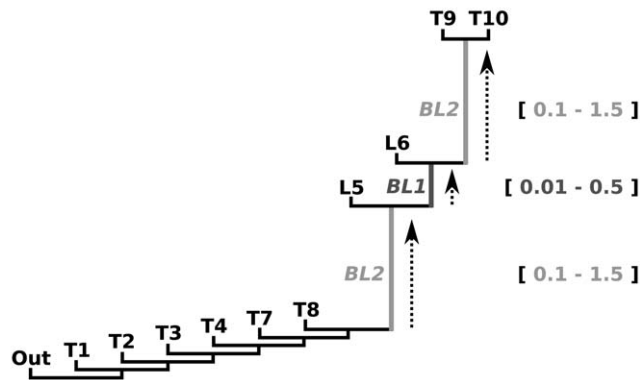 T9 T10
BL2 [ 0.1 - 1.5 ]
L6
L5 BL1 [ 0.01 - 0.5 ]
BL2 [ 0.1 - 1.5 ]
T8
T7
T4
T3
T2
T1
Out